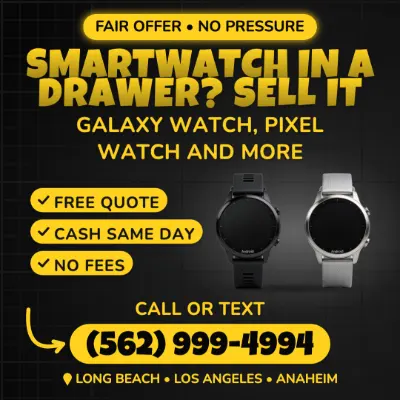 FAIR OFFER • NO PRESSURE
SMARTWATCH IN A
DRAWER? SELL IT
GALAXY WATCH, PIXEL
WATCH AND MORE
FREE QUOTE
CASH SAME DAY
NO FEES
CALL OR TEXT
(562) 999-4994
LONG BEACH • LOS ANGELES • ANAHEIM